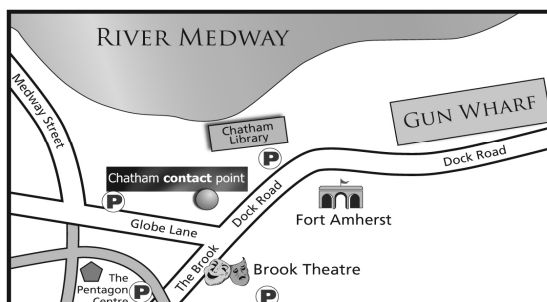 RIVER MEDWAY
Medway Street
GUN WHARF
Chatham
Library
P
Dock Road
Chatham contact point
P
Dock Road
Fort Amherst
Globe Lane
The Brook
Brook Theatre
The
Pentagon
Centre
P
P